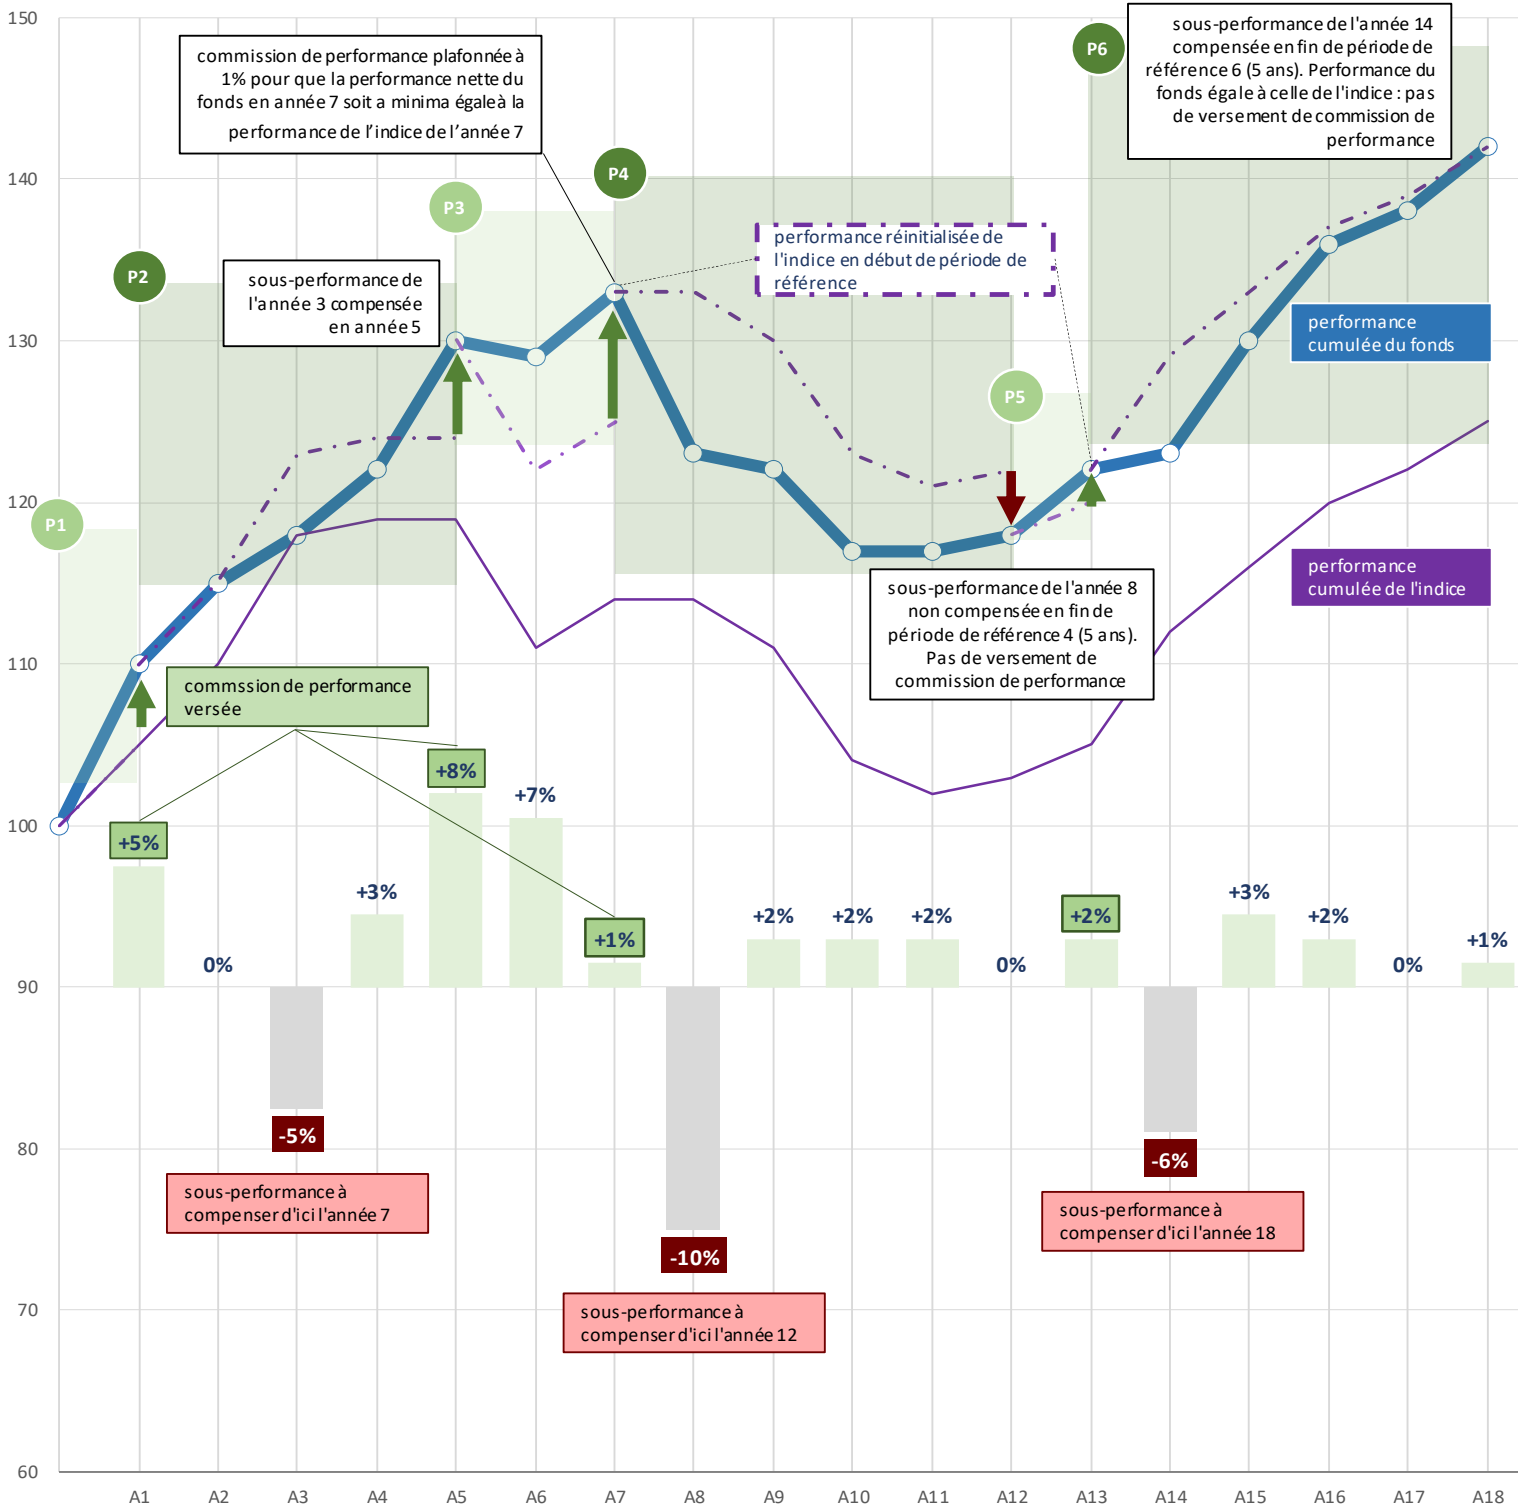 150
140
130
120
110
100
90
80
70
60
commission de performance plafonnée à
1% pour que la performance nette du
fonds en année 7 soit a minima égale à la
performance de l'indice de l'année 7
sous-performance de l'année 14
compensée en fin de période de
référence 6 (5 ans). Performance du
fonds égale à celle de l'indice : pas
de versement de commission de
performance
P1
P2
P3
P4
P5
P6
sous-performance de
l'année 3 compensée
en année 5
performance réinitialisée de
l'indice en début de période de
référence
performance
cumulée du fonds
performance
cumulée de l'indice
sous-performance de l'année 8
non compensée en fin de
période de référence 4 (5 ans).
Pas de versement de
commission de performance
commssion de performance
versée
+5%
0%
-5%
+3%
+8%
+7%
+1%
-10%
+2%
+2%
+2%
0%
+2%
-6%
+3%
+2%
0%
+1%
sous-performance à
compenser d'ici l'année 7
sous-performance à
compenser d'ici l'année 12
sous-performance à
compenser d'ici l'année 18
A1
A2
A3
A4
A5
A6
A7
A8
A9
A10
A11
A12
A13
A14
A15
A16
A17
A18